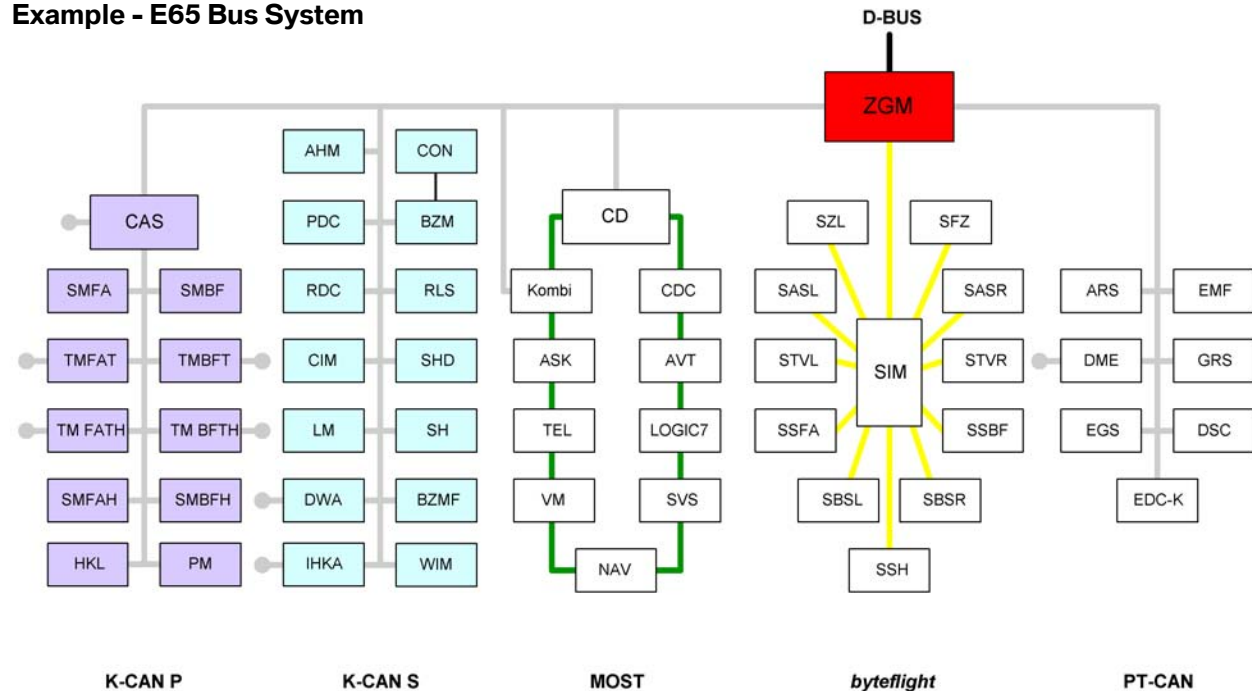 Example - E65 Bus System
D-BUS
ZGM
AHM
CON
CAS
PDC
BZM
CD
SZL
SFZ
SMFA
SMBF
RDC
RLS
Kombi
CDC
SASL
SASR
ARS
EMF
TMFAT
TMBFT
CIM
SHD
ASK
AVT
STVL
SIM
STVR
DME
GRS
TM FATH
TM BFTH
LM
SH
TEL
LOGIC7
SSFA
SSBF
EGS
DSC
SMFAH
SMBFH
DWA
BZMF
VM
SVS
SBSL
SBSR
EDC-K
HKL
PM
IHKA
WIM
NAV
SSH
K-CAN P
K-CAN S
MOST
byteflight
PT-CAN